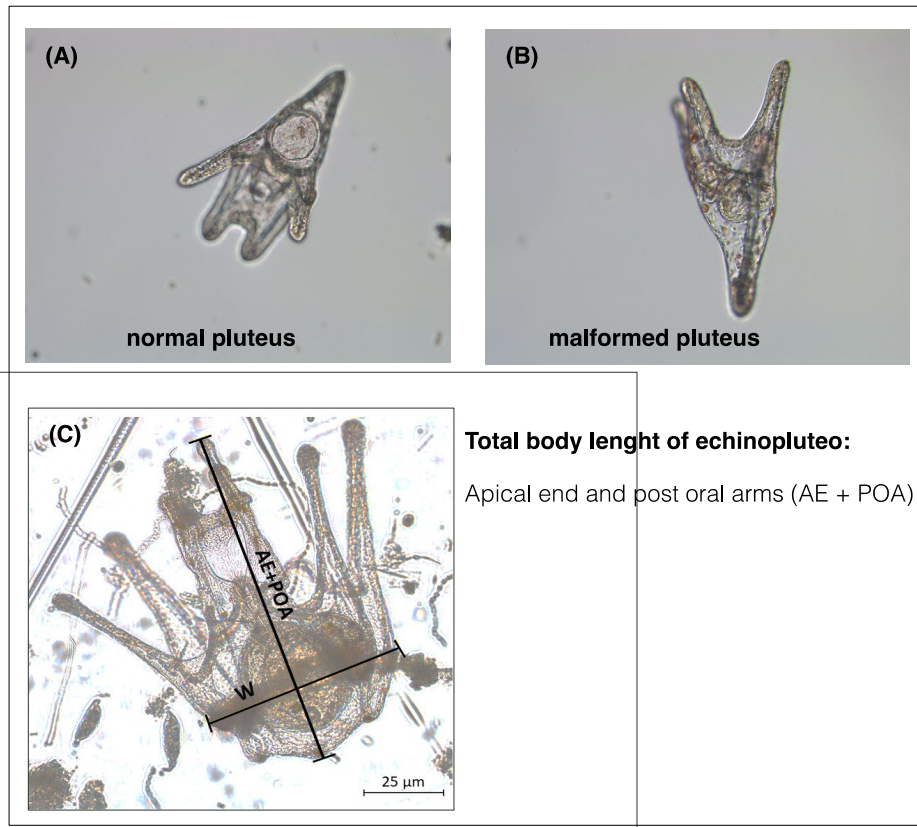 (A)
(B)
normal pluteus
malformed pluteus
(C)
Total body lenght of echinopluteo:
Apical end and post oral arms (AE + POA)
AE+POA
W
25 µm